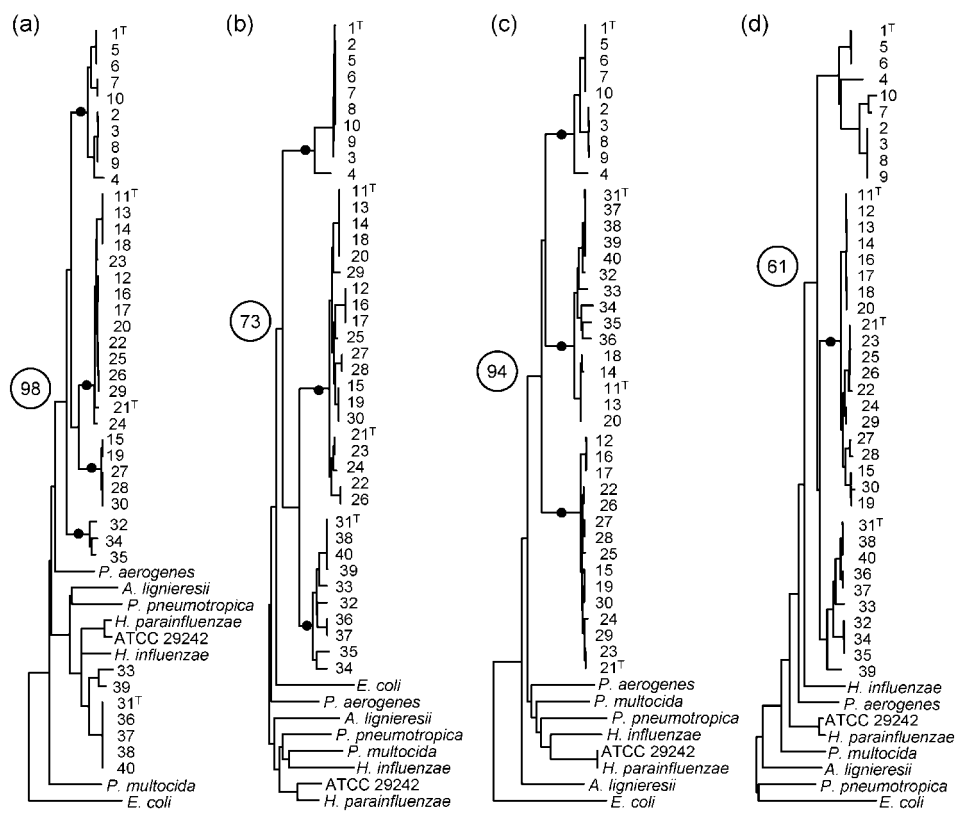 (a)
1T
5
6
7
10
2
3
8
9
4
11T
13
14
18
23
12
16
17
20
22
25
26
29
21T
24
15
19
27
28
30
32
34
35
P. aerogenes
A. lignieresii
P. pneumotropica
H. parainfluenzae
ATCC 29242
H. influenzae
33
39
31T
36
37
38
40
P. multocida
E. coli
98
(b)
1T
2
5
6
7
8
10
9
3
4
11T
13
14
18
20
29
12
16
17
25
27
28
15
19
30
21T
23
24
22
26
31T
38
40
39
33
32
36
37
35
34
E. coli
P. aerogenes
A. lignieresii
P. pneumotropica
P. multocida
H. influenzae
ATCC 29242
H. parainfluenzae
73
(c)
1T
5
6
7
10
2
3
8
9
4
31T
37
38
39
40
32
33
34
35
36
18
14
11T
13
20
12
16
17
22
26
27
28
25
15
19
30
24
29
23
21T
P. aerogenes
P. multocida
P. pneumotropica
H. influenzae
ATCC 29242
H. parainfluenzae
A. lignieresii
E. coli
94
(d)
1T
5
6
4
10
7
2
3
8
9
11T
12
13
14
16
17
18
20
21T
23
25
26
22
24
29
27
28
15
30
19
31T
38
40
36
37
33
32
34
35
39
H. influenzae
P. aerogenes
ATCC 29242
H. parainfluenzae
P. multocida
A. lignieresii
P. pneumotropica
E. coli
61